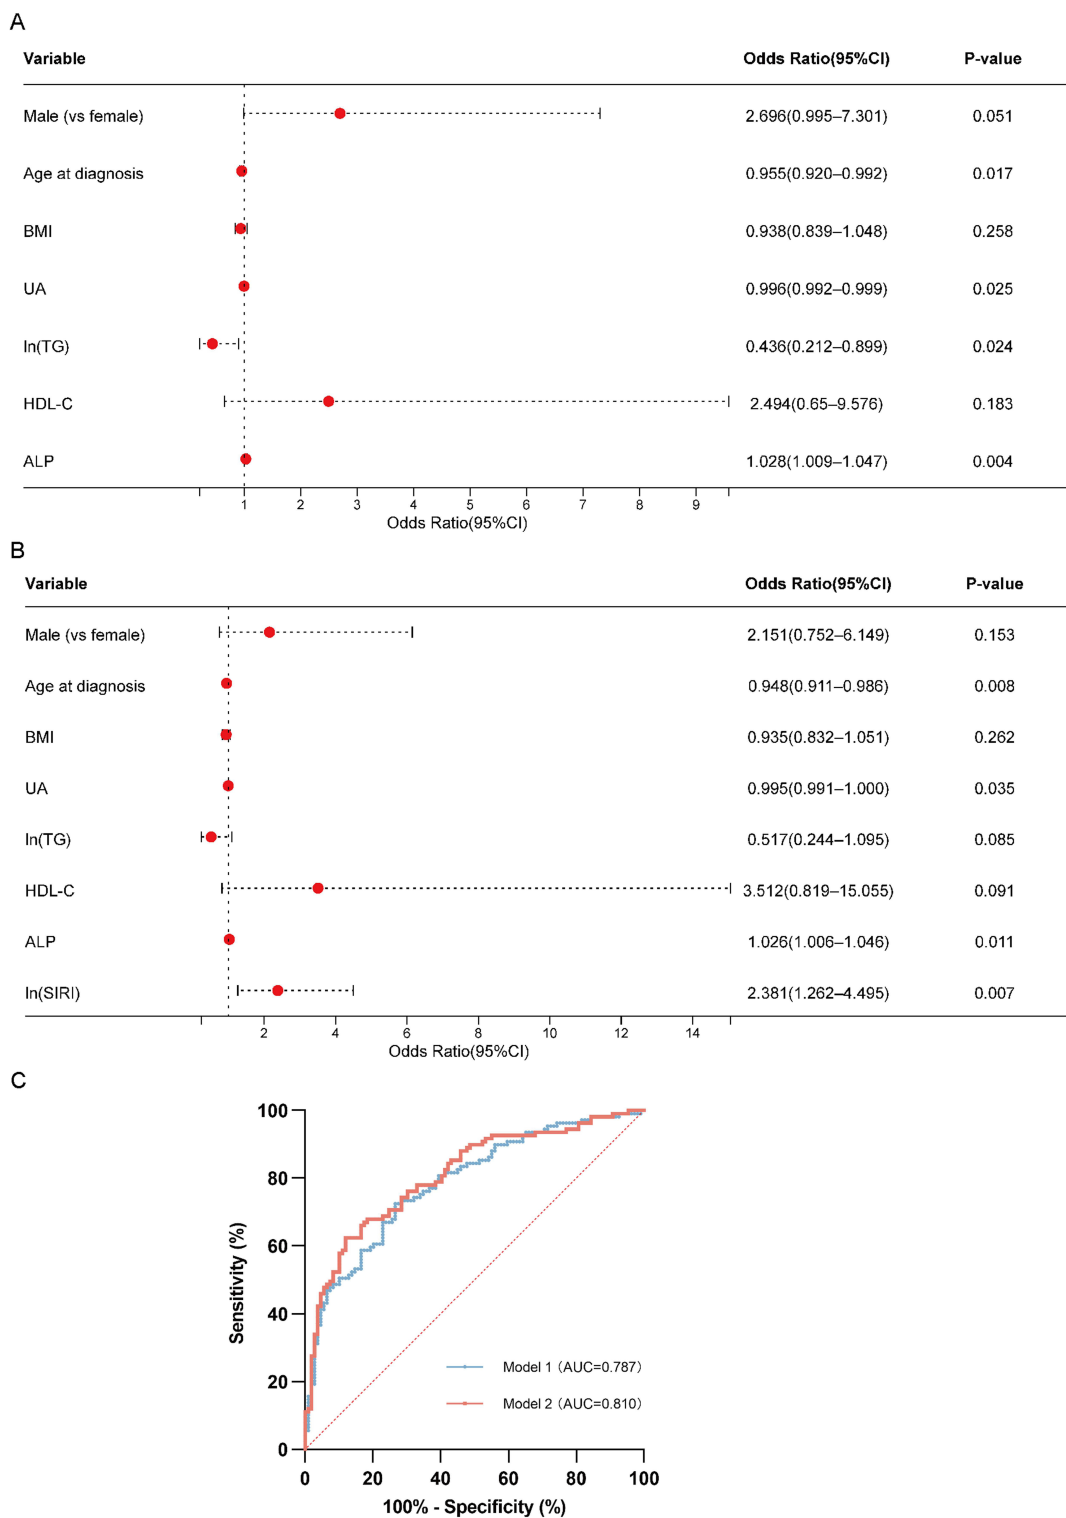 A
Variable Odds Ratio(95%CI) P-value
Male (vs female) 2.696(0.995–7.301) 0.051
Age at diagnosis 0.955(0.920–0.992) 0.017
BMI 0.938(0.839–1.048) 0.258
UA 0.996(0.992–0.999) 0.025
ln(TG) 0.436(0.212–0.899) 0.024
HDL-C 2.494(0.65–9.576) 0.183
ALP 1.028(1.009–1.047) 0.004
1 2 3 4 5 6 7 8 9
Odds Ratio(95%CI)
B
Variable Odds Ratio(95%CI) P-value
Male (vs female) 2.151(0.752–6.149) 0.153
Age at diagnosis 0.948(0.911–0.986) 0.008
BMI 0.935(0.832–1.051) 0.262
UA 0.995(0.991–1.000) 0.035
ln(TG) 0.517(0.244–1.095) 0.085
HDL-C 3.512(0.819–15.055) 0.091
ALP 1.026(1.006–1.046) 0.011
ln(SIRI) 2.381(1.262–4.495) 0.007
2 4 6 8 10 12 14
Odds Ratio(95%CI)
C
100
80
60
40
20
0
Sensitivity (%)
Model 1（AUC=0.787）
Model 2（AUC=0.810）
0 20 40 60 80 100
100% - Specificity (%)